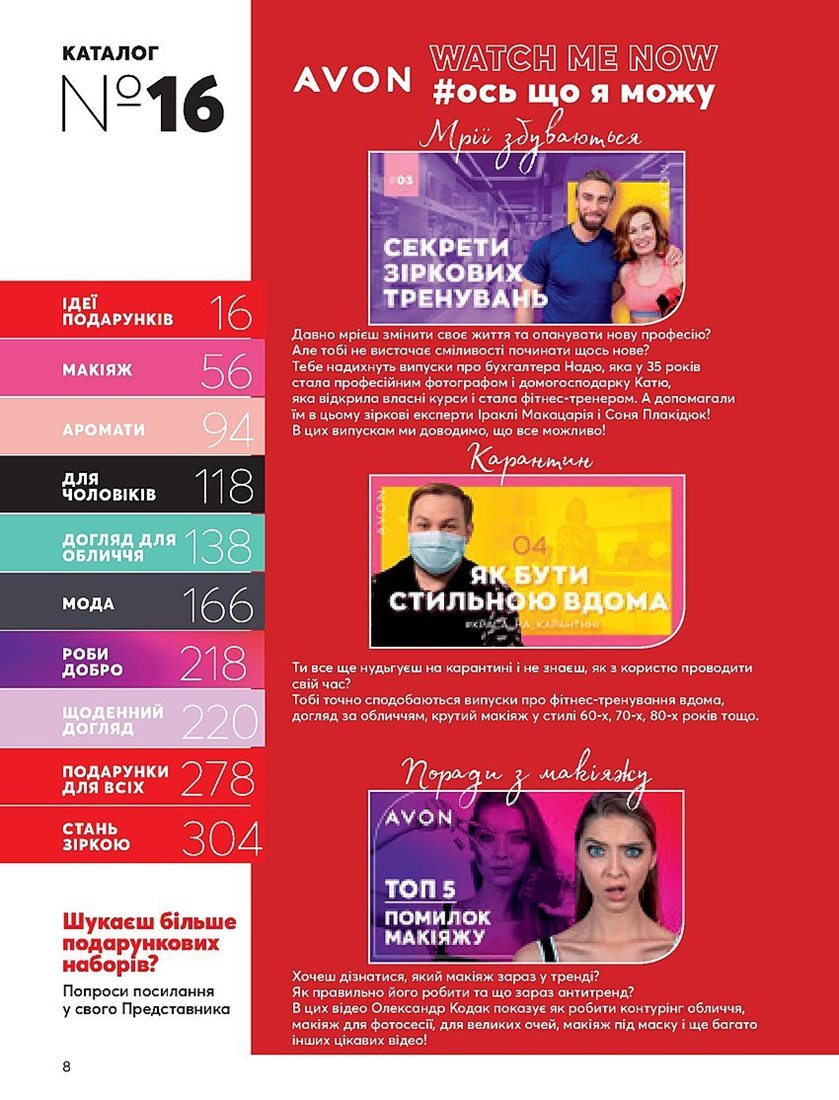 КАТАЛОГ
№16
ІДЕЇ
ПОДАРУНКІВ
16
МАКІЯЖ
56
АРОМАТИ
94
ДЛЯ
ЧОЛОВІКІВ
118
ДОГЛЯД ДЛЯ
ОБЛИЧЧЯ
138
МОДА
166
РОБИ
ДОБРО
218
ЩОДЕННИЙ
ДОГЛЯД
220
ПОДАРУНКИ
ДЛЯ ВСІХ
278
СТАНЬ
ЗІРКОЮ
304
Шукаєш більше
подарункових
наборів?
Попроси посилання
у свого Представника
8
AVON
WATCH ME NOW
#ось що я можу
Мрії збуваються
#03
AVON
СЕКРЕТИ
ЗІРКОВИХ
ТРЕНУВАНЬ
Давно мрієш змінити своє життя та опанувати нову професію?
Але тобі не вистачає сміливості починати щось нове?
Тебе надихнуть випуски про бухгалтера Надю, яка у 35 років
стала професійним фотографом і домогосподарку Катю,
яка відкрила власні курси і стала фітнес-тренером. А допомагали
їм в цьому зіркові експерти Іраклі Макацарія і Соня Плакідюк!
В цих випускам ми доводимо, що все можливо!
Карантин
AVON
04
ЯК БУТИ
СТИЛЬНОЮ ВДОМА
#КРАСА_НА_КАРАНТИНІ
Ти все ще нудьгуєш на карантині і не знаєш, як з користю проводити
свій час?
Тобі точно сподобаються випуски про фітнес-тренування вдома,
догляд за обличчям, крутий макіяж у стилі 60-х, 70-х, 80-х років тощо.
Поради з макіяжу
AVON
ТОП 5
ПОМИЛОК
МАКІЯЖУ
Хочеш дізнатися, який макіяж зараз у тренді?
Як правильно його робити та що зараз антитренд?
В цих відео Олександр Кодак показує як робити контурінг обличчя,
макіяж для фотосесії, для великих очей, макіяж під маску і ще багато
інших цікавих відео!